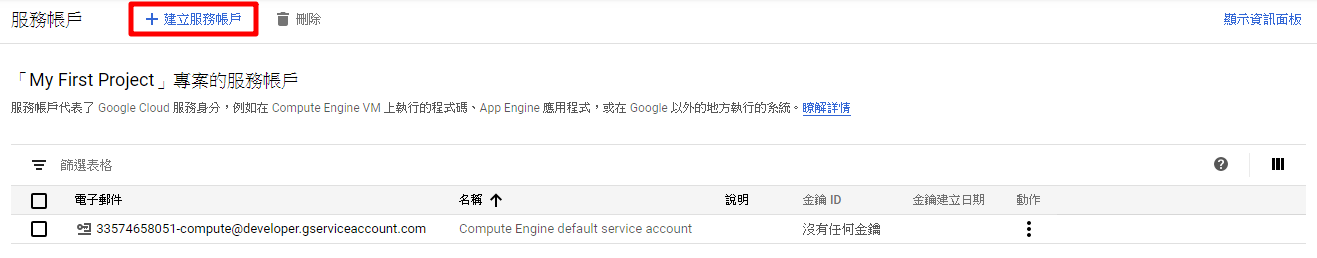 服務帳戶 + 建立服務帳戶 刪除 顯示資訊面板
「My First Project」專案的服務帳戶
服務帳戶代表了 Google Cloud 服務身分，例如在 Compute Engine VM 上執行的程式碼、App Engine 應用程式，或在 Google 以外的地方執行的系統。瞭解詳情
篩選表格
電子郵件 名稱 ↑ 說明 金鑰 ID 金鑰建立日期 動作
33574658051-compute@developer.gserviceaccount.com Compute Engine default service account 沒有任何金鑰